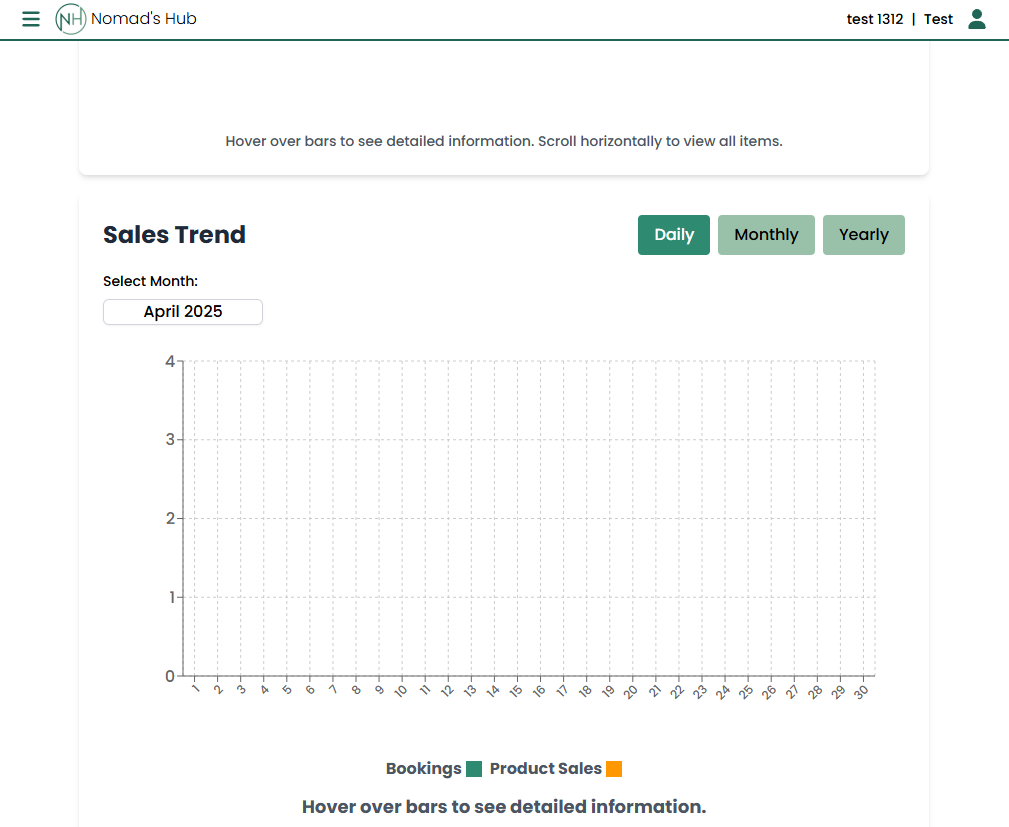 NH Nomad's Hub
test 1312 | Test
Hover over bars to see detailed information. Scroll horizontally to view all items.
Sales Trend
Daily
Monthly
Yearly
Select Month:
April 2025
4
3
2
1
0
1 2 3 4 5 6 7 8 9 10 11 12 13 14 15 16 17 18 19 20 21 22 23 24 25 26 27 28 29 30
Bookings Product Sales
Hover over bars to see detailed information.